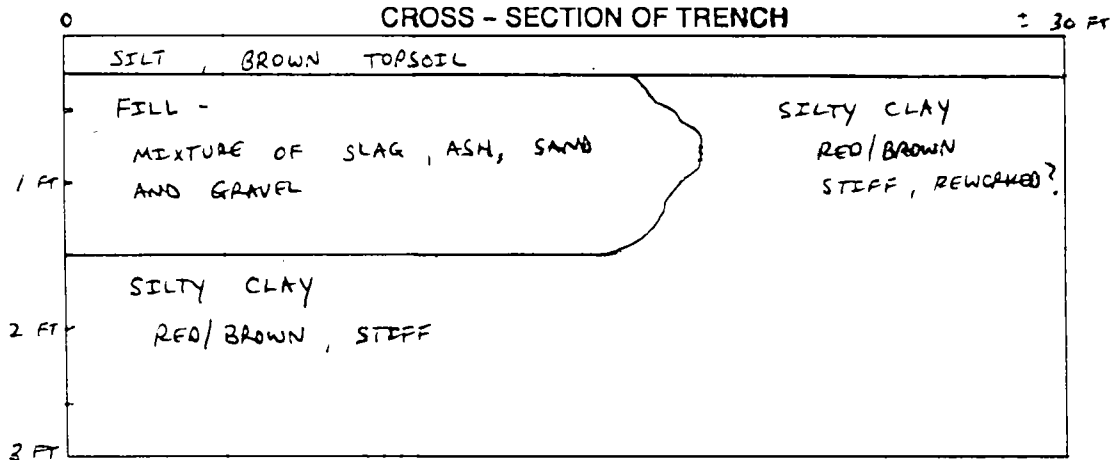 CROSS - SECTION OF TRENCH
0
± 30 FT
SILT , BROWN TOPSOIL
FILL -
MIXTURE OF SLAG , ASH, SAND
AND GRAVEL
SILTY CLAY
RED/BROWN
STIFF, REWORKED?
1 FT
SILTY CLAY
RED/BROWN , STIFF
2 FT
3 FT